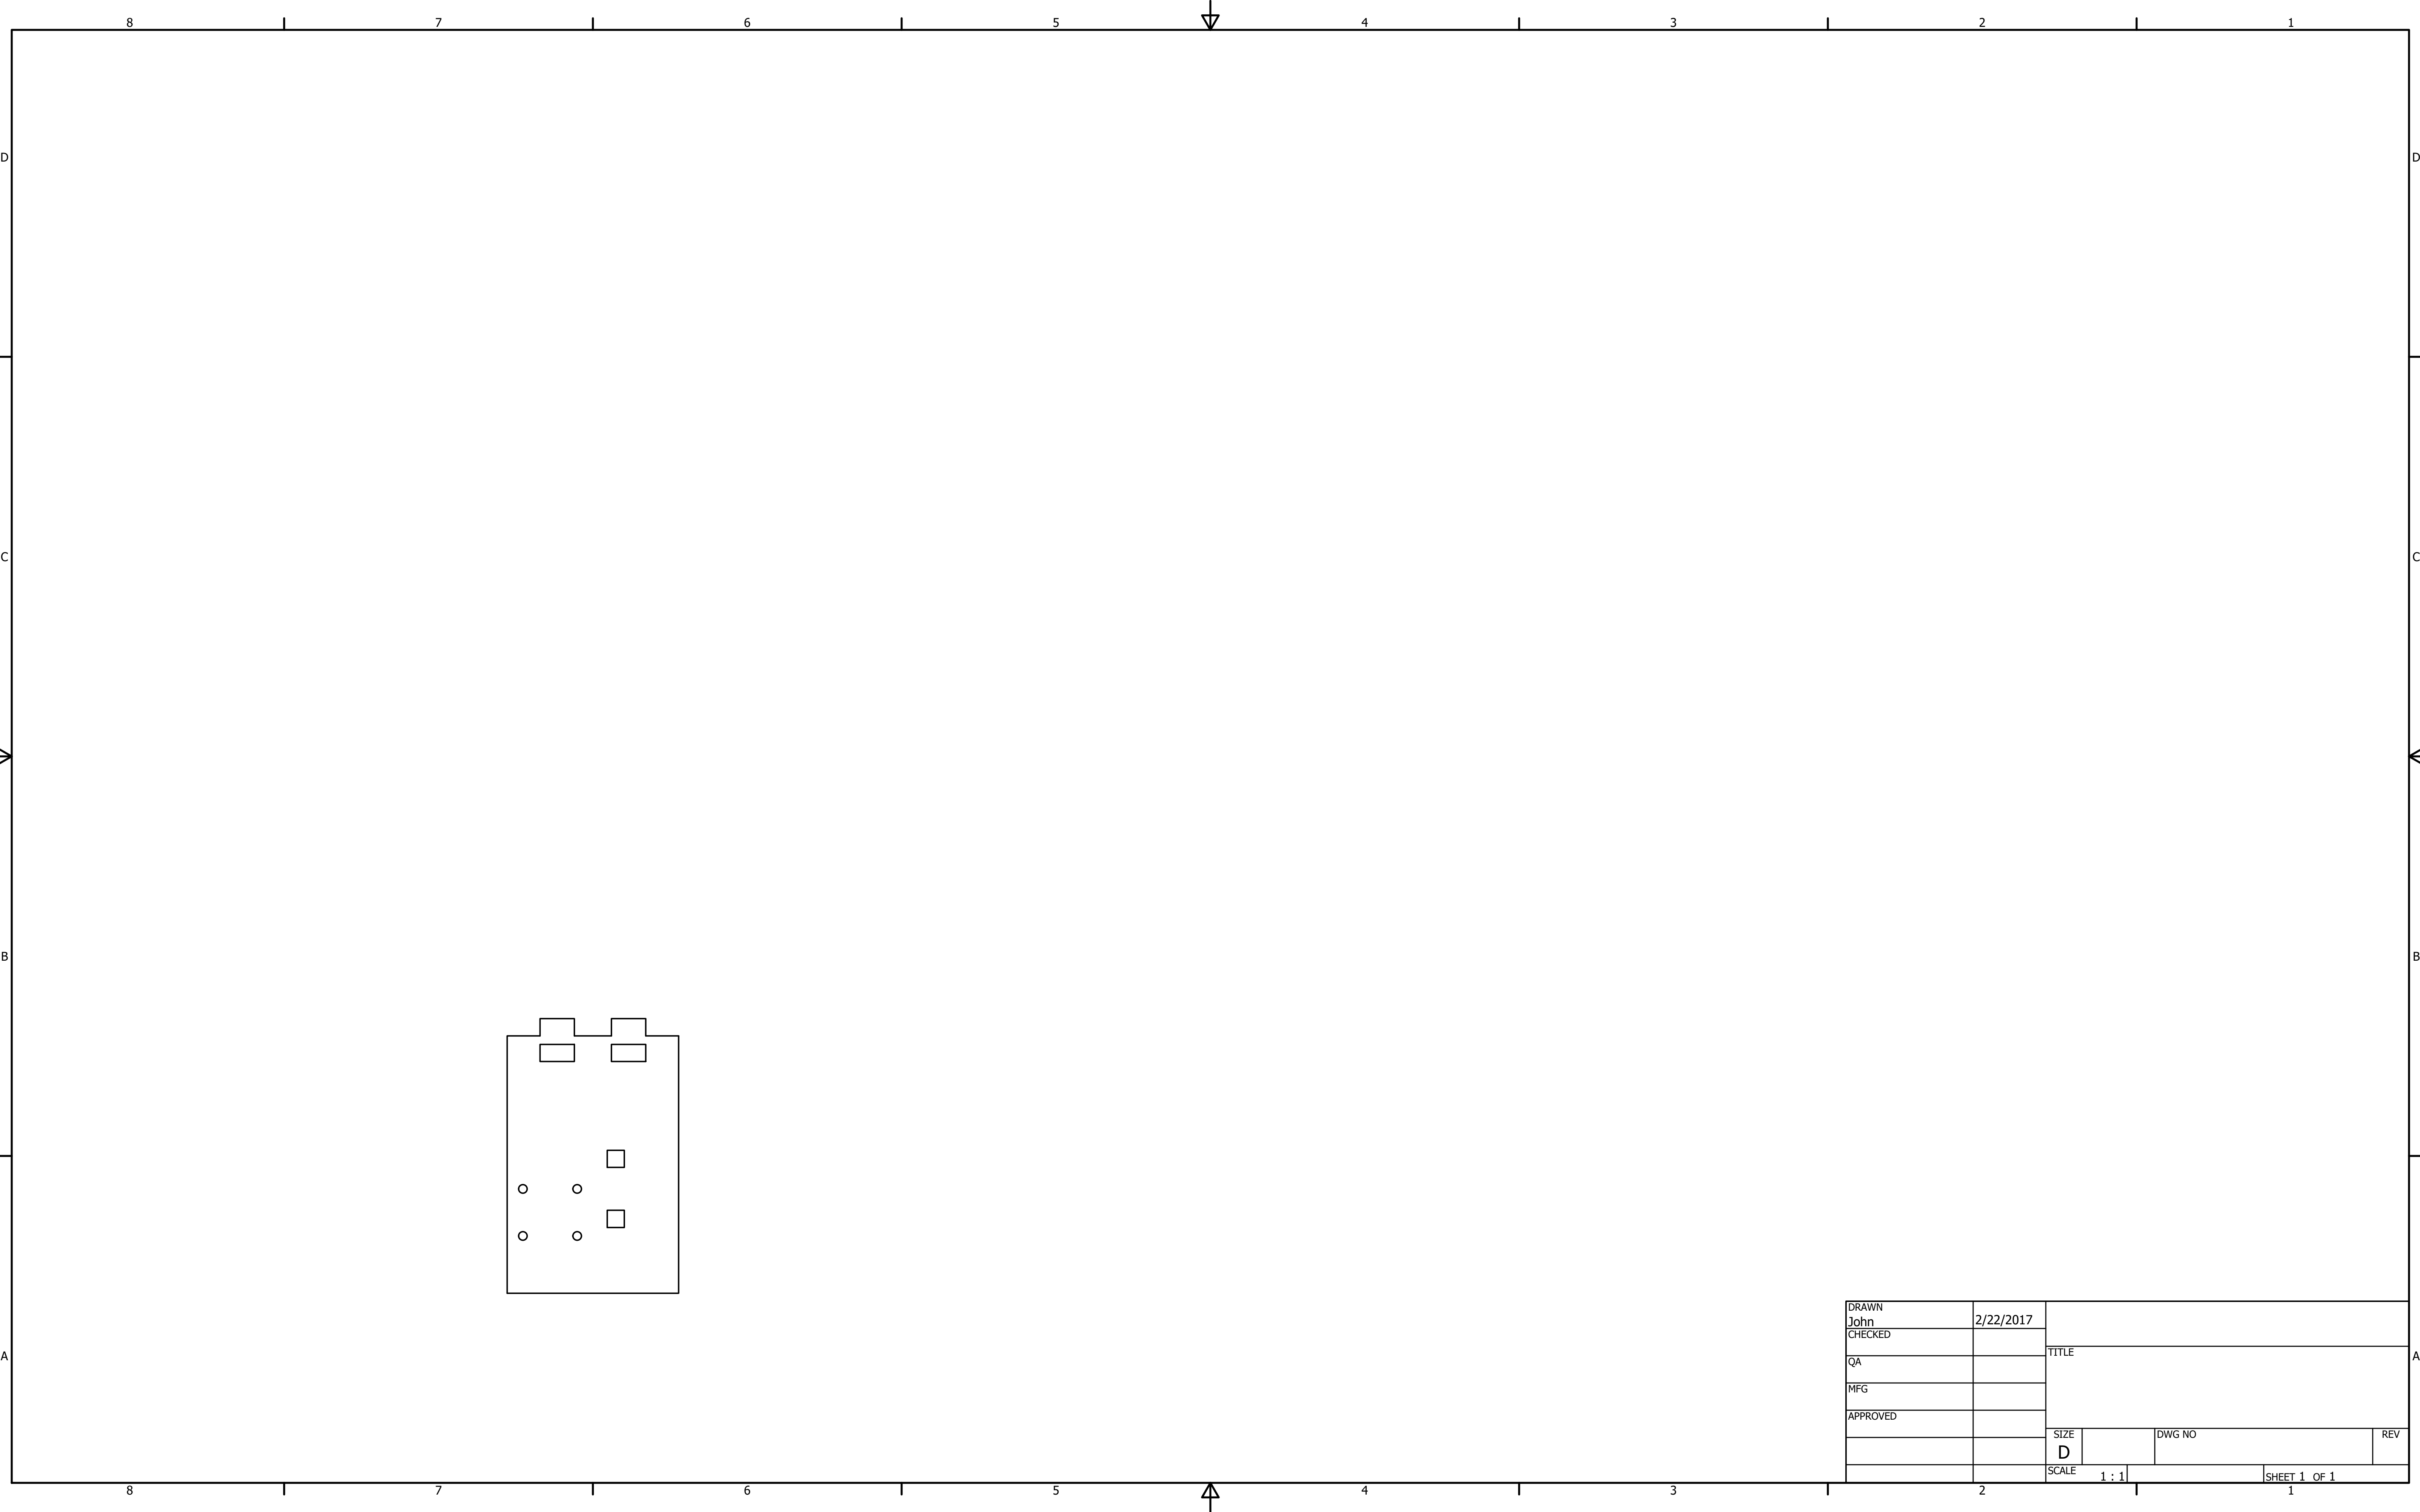 8 7 6 5 4 3 2 1
D D
C C
B B
A A
DRAWN
John 2/22/2017
CHECKED
QA
MFG
APPROVED
TITLE
SIZE DWG NO REV
D
SCALE 1 : 1 SHEET 1 OF 1
8 7 6 5 4 3 2 1